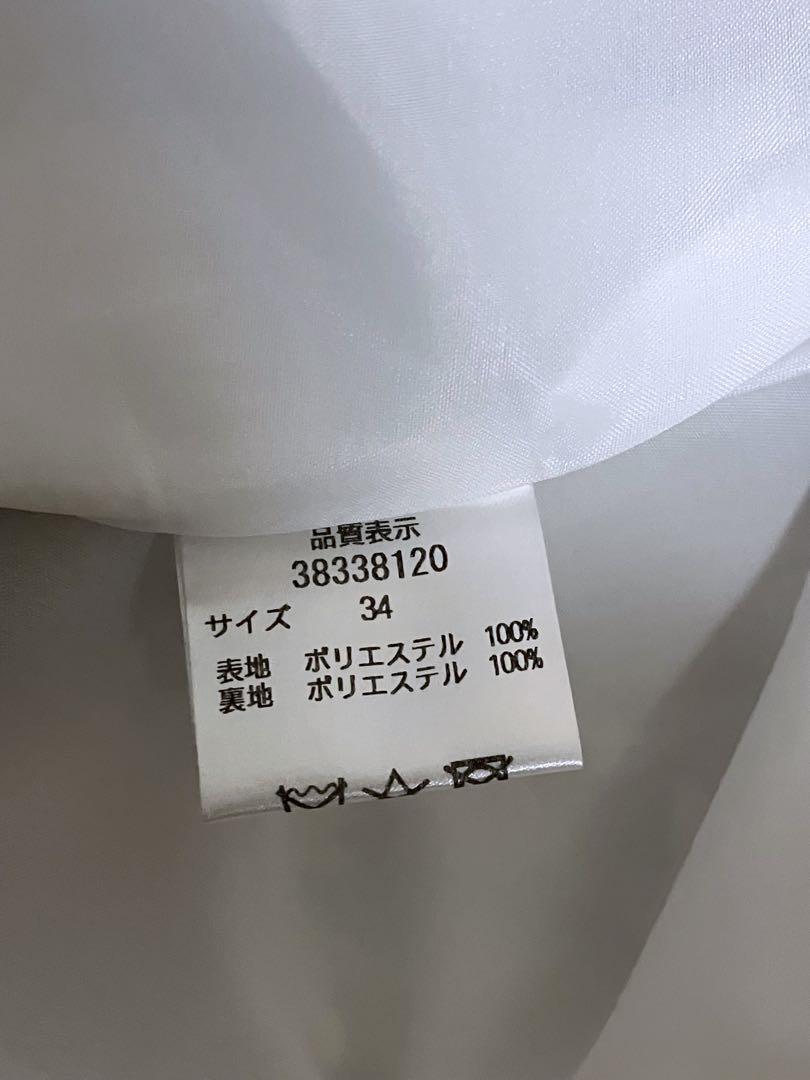 品質表示
38338120
サイズ 34
表地 ポリエステル 100%
裏地 ポリエステル 100%